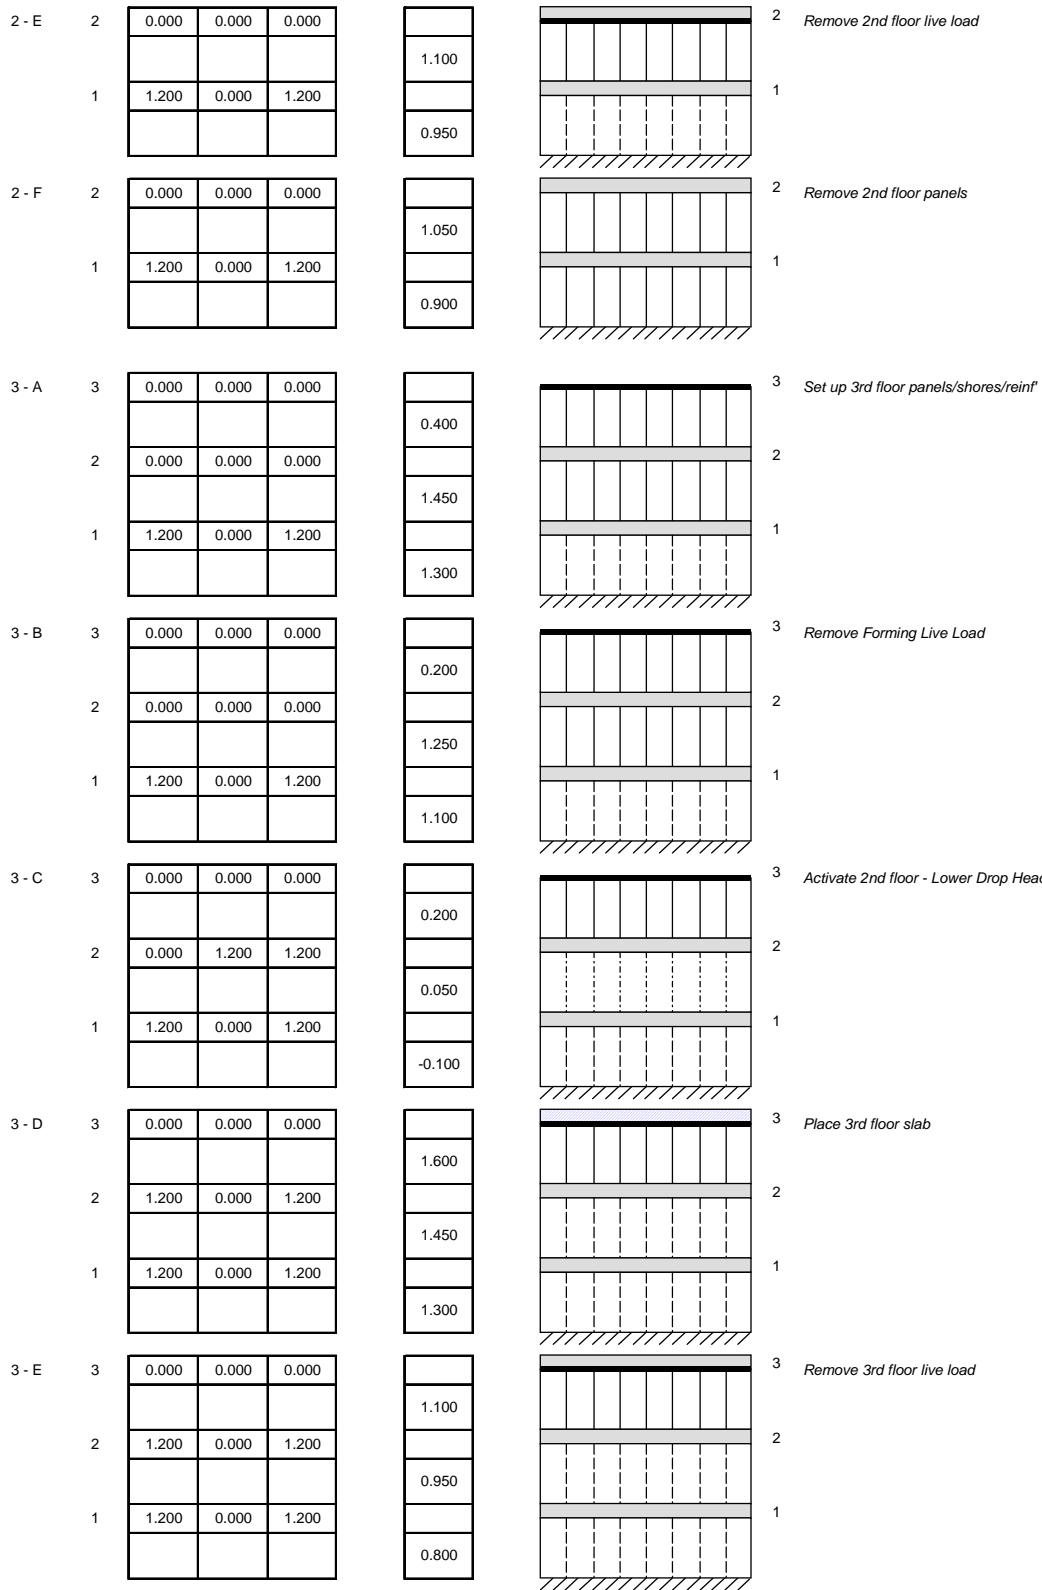 2 - E 2 0.000 0.000 0.000 2 Remove 2nd floor live load
1.100
1 1.200 0.000 1.200 1
0.950
2 - F 2 0.000 0.000 0.000 2 Remove 2nd floor panels
1.050
1 1.200 0.000 1.200 1
0.900
3 - A 3 0.000 0.000 0.000 3 Set up 3rd floor panels/shores/reinf'
0.400
2 0.000 0.000 0.000 2
1.450
1 1.200 0.000 1.200 1
1.300
3 - B 3 0.000 0.000 0.000 3 Remove Forming Live Load
0.200
2 0.000 0.000 0.000 2
1.250
1 1.200 0.000 1.200 1
1.100
3 - C 3 0.000 0.000 0.000 3 Activate 2nd floor - Lower Drop Head
0.200
2 0.000 1.200 1.200 2
0.050
1 1.200 0.000 1.200 1
-0.100
3 - D 3 0.000 0.000 0.000 3 Place 3rd floor slab
1.600
2 1.200 0.000 1.200 2
1.450
1 1.200 0.000 1.200 1
1.300
3 - E 3 0.000 0.000 0.000 3 Remove 3rd floor live load
1.100
2 1.200 0.000 1.200 2
0.950
1 1.200 0.000 1.200 1
0.800